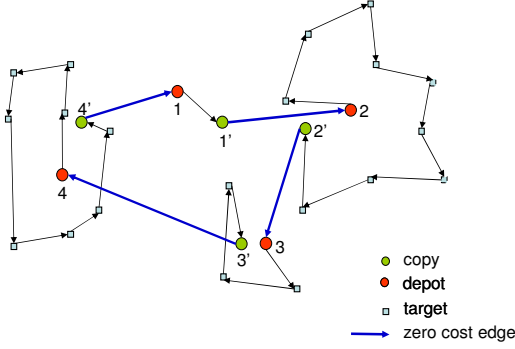 4'
1
1'
2
2'
4
3'
3
copy
depot
target
zero cost edge